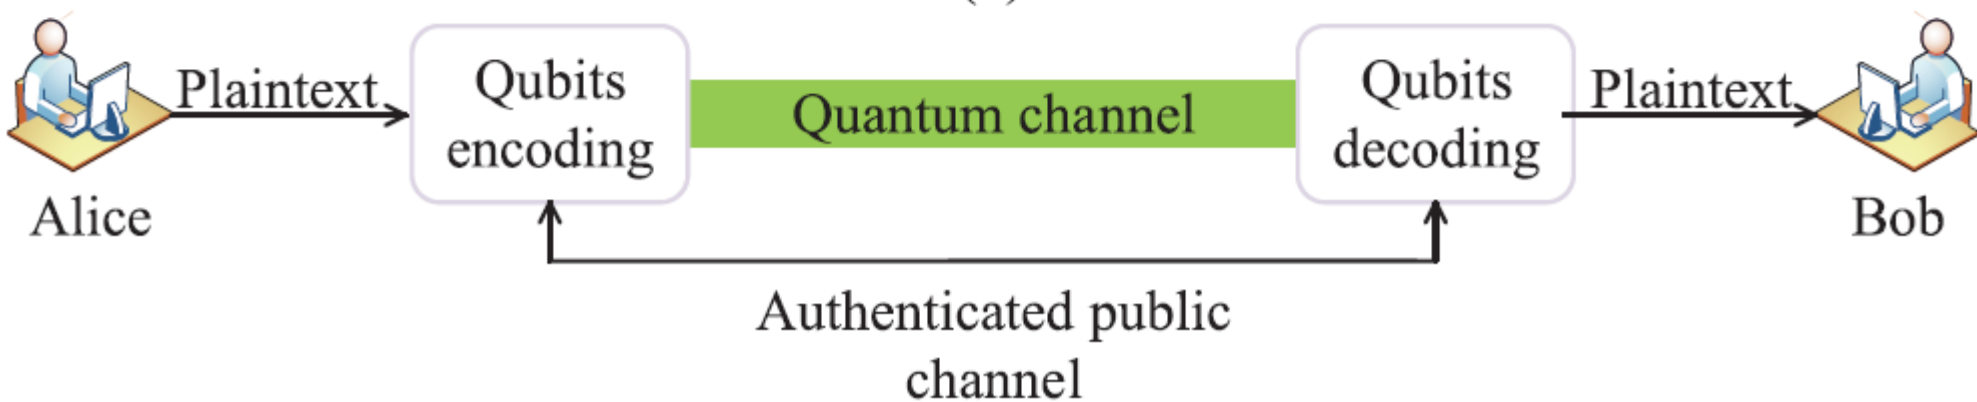 Plaintext
Qubits
encoding
Quantum channel
Qubits
decoding
Plaintext
Alice
Bob
Authenticated public
channel